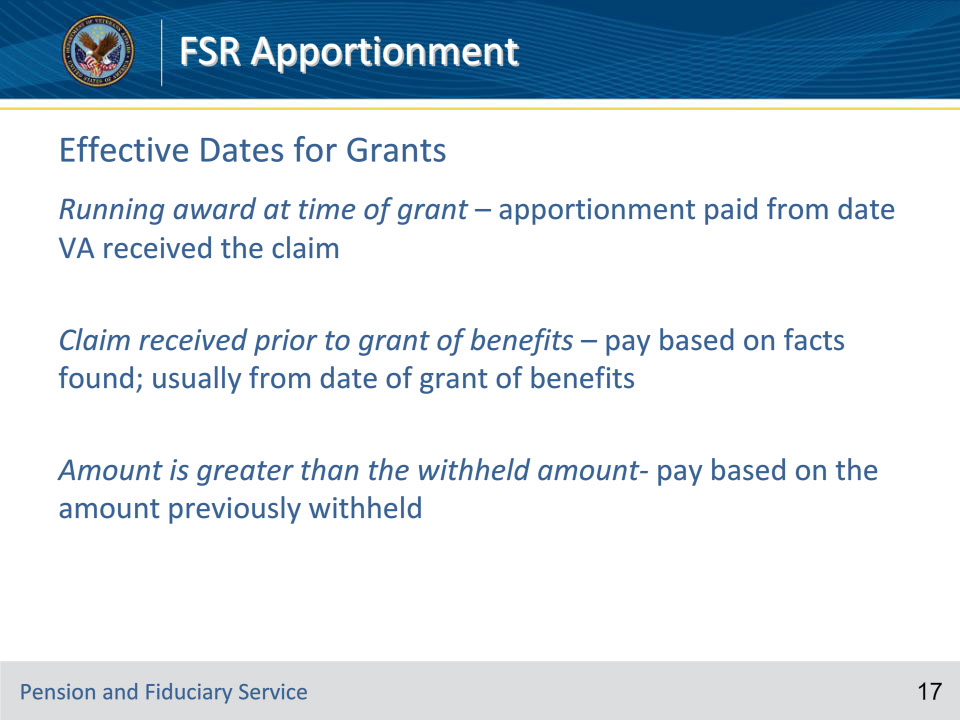 FSR Apportionment
Effective Dates for Grants
Running award at time of grant – apportionment paid from date
VA received the claim
Claim received prior to grant of benefits – pay based on facts
found; usually from date of grant of benefits
Amount is greater than the withheld amount- pay based on the
amount previously withheld
Pension and Fiduciary Service
17